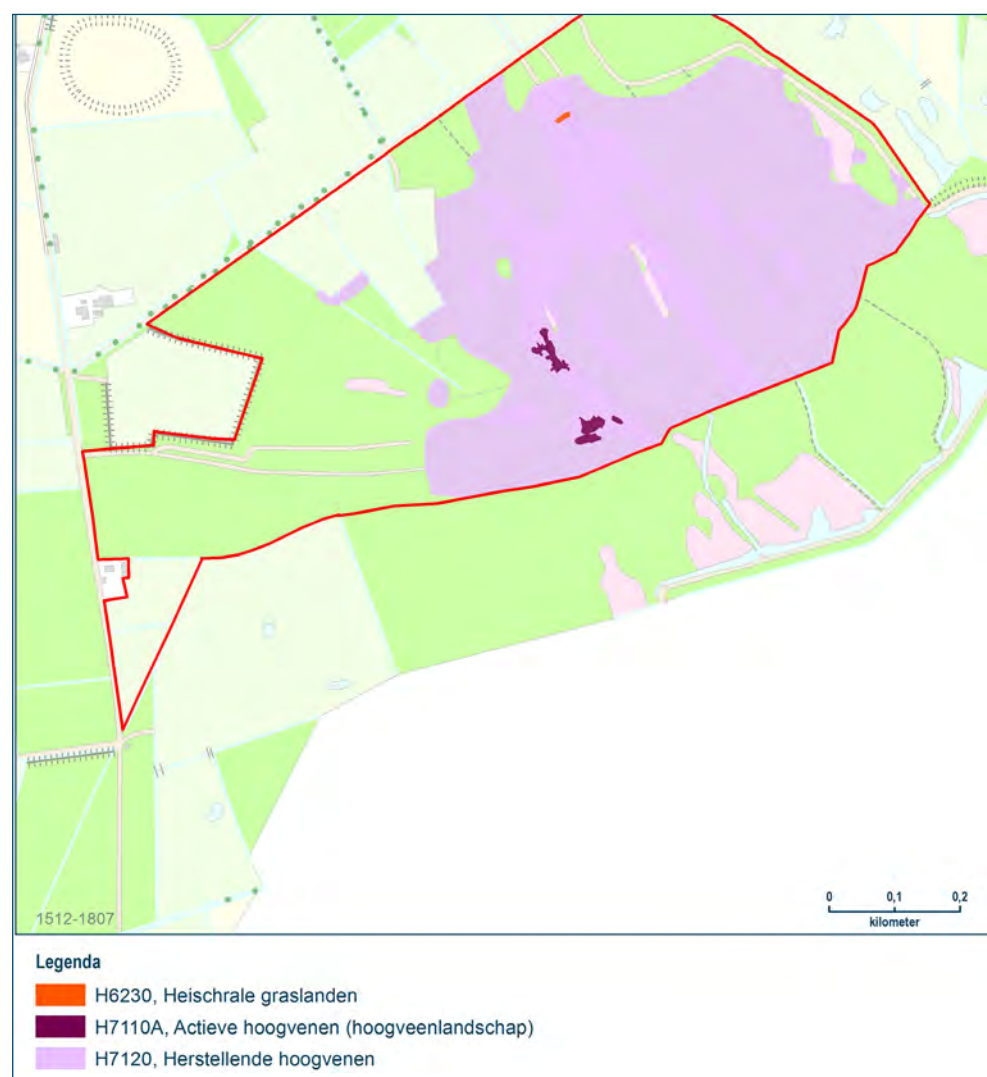 1512-1807
0 0,1 0,2
kilometer
Legenda
H6230, Heischrale graslanden
H7110A, Actieve hoogvenen (hoogveenlandschap)
H7120, Herstellende hoogvenen